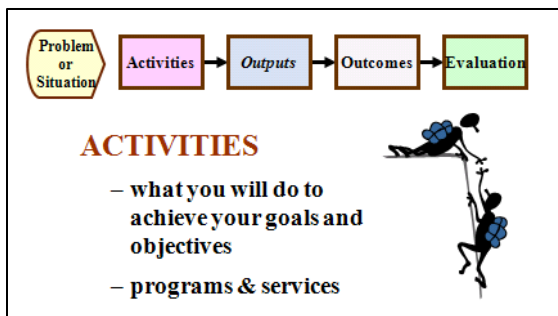 Problem
or
Situation
Activities
Outputs
Outcomes
Evaluation
ACTIVITIES
– what you will do to
achieve your goals and
objectives
– programs & services